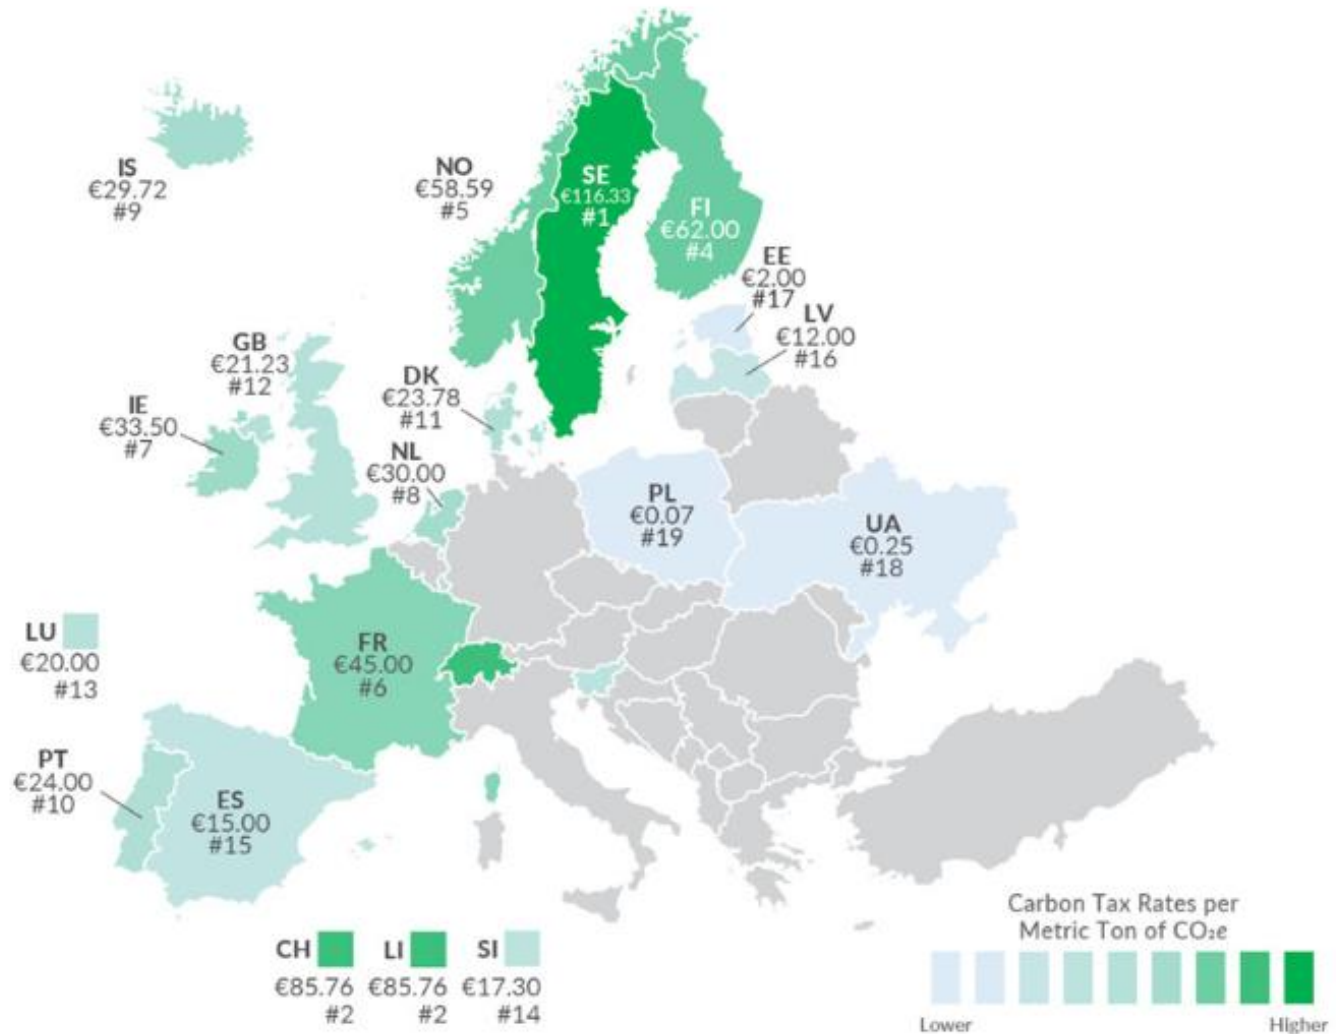 IS
€29.72
#9
NO
€58.59
#5
SE
€116.33
#1
FI
€62.00
#4
EE
€2.00
#17
LV
€12.00
#16
GB
€21.23
#12
DK
€23.78
#11
IE
€33.50
#7
NL
€30.00
#8
PL
€0.07
#19
UA
€0.25
#18
LU
€20.00
#13
FR
€45.00
#6
PT
€24.00
#10
ES
€15.00
#15
CH
€85.76
#2
LI
€85.76
#2
SI
€17.30
#14
Carbon Tax Rates per
Metric Ton of CO₂e
Lower
Higher